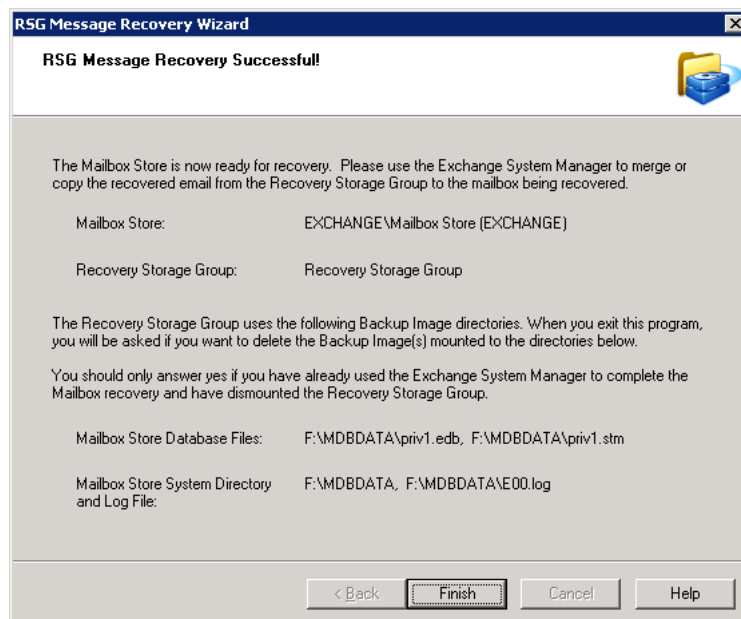 RSG Message Recovery Wizard
RSG Message Recovery Successful!
The Mailbox Store is now ready for recovery. Please use the Exchange System Manager to merge or
copy the recovered email from the Recovery Storage Group to the mailbox being recovered.
Mailbox Store: EXCHANGE\Mailbox Store (EXCHANGE)
Recovery Storage Group: Recovery Storage Group
The Recovery Storage Group uses the following Backup Image directories. When you exit this program,
you will be asked if you want to delete the Backup Image(s) mounted to the directories below.
You should only answer yes if you have already used the Exchange System Manager to complete the
Mailbox recovery and have dismounted the Recovery Storage Group.
Mailbox Store Database Files: F:\MDBDATA\priv1.edb, F:\MDBDATA\priv1.stm
Mailbox Store System Directory F:\MDBDATA, F:\MDBDATA\E00.log
and Log File:
< Back Finish Cancel Help